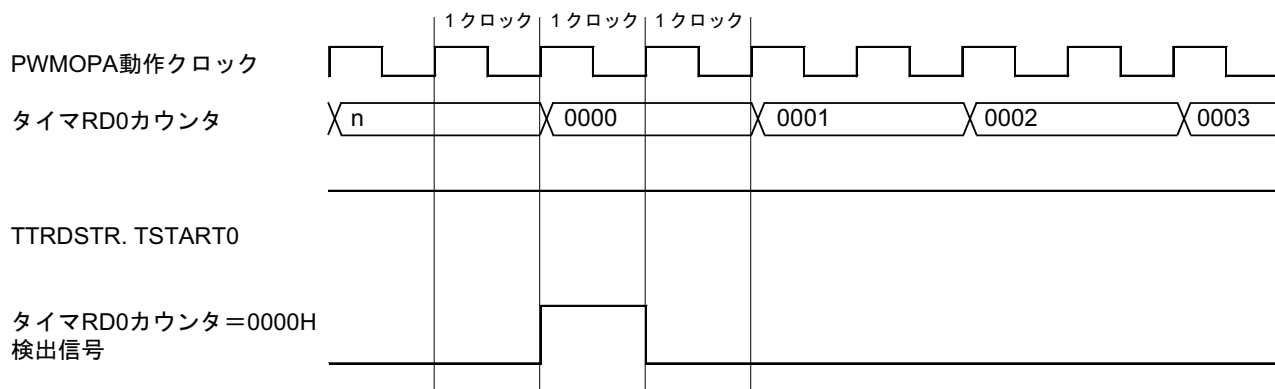 1 クロック 1 クロック 1 クロック
PWMOPA動作クロック
タイマRD0カウンタ n 0000 0001 0002 0003
TTRDSTR. TSTART0
タイマRD0カウンタ＝0000H
検出信号